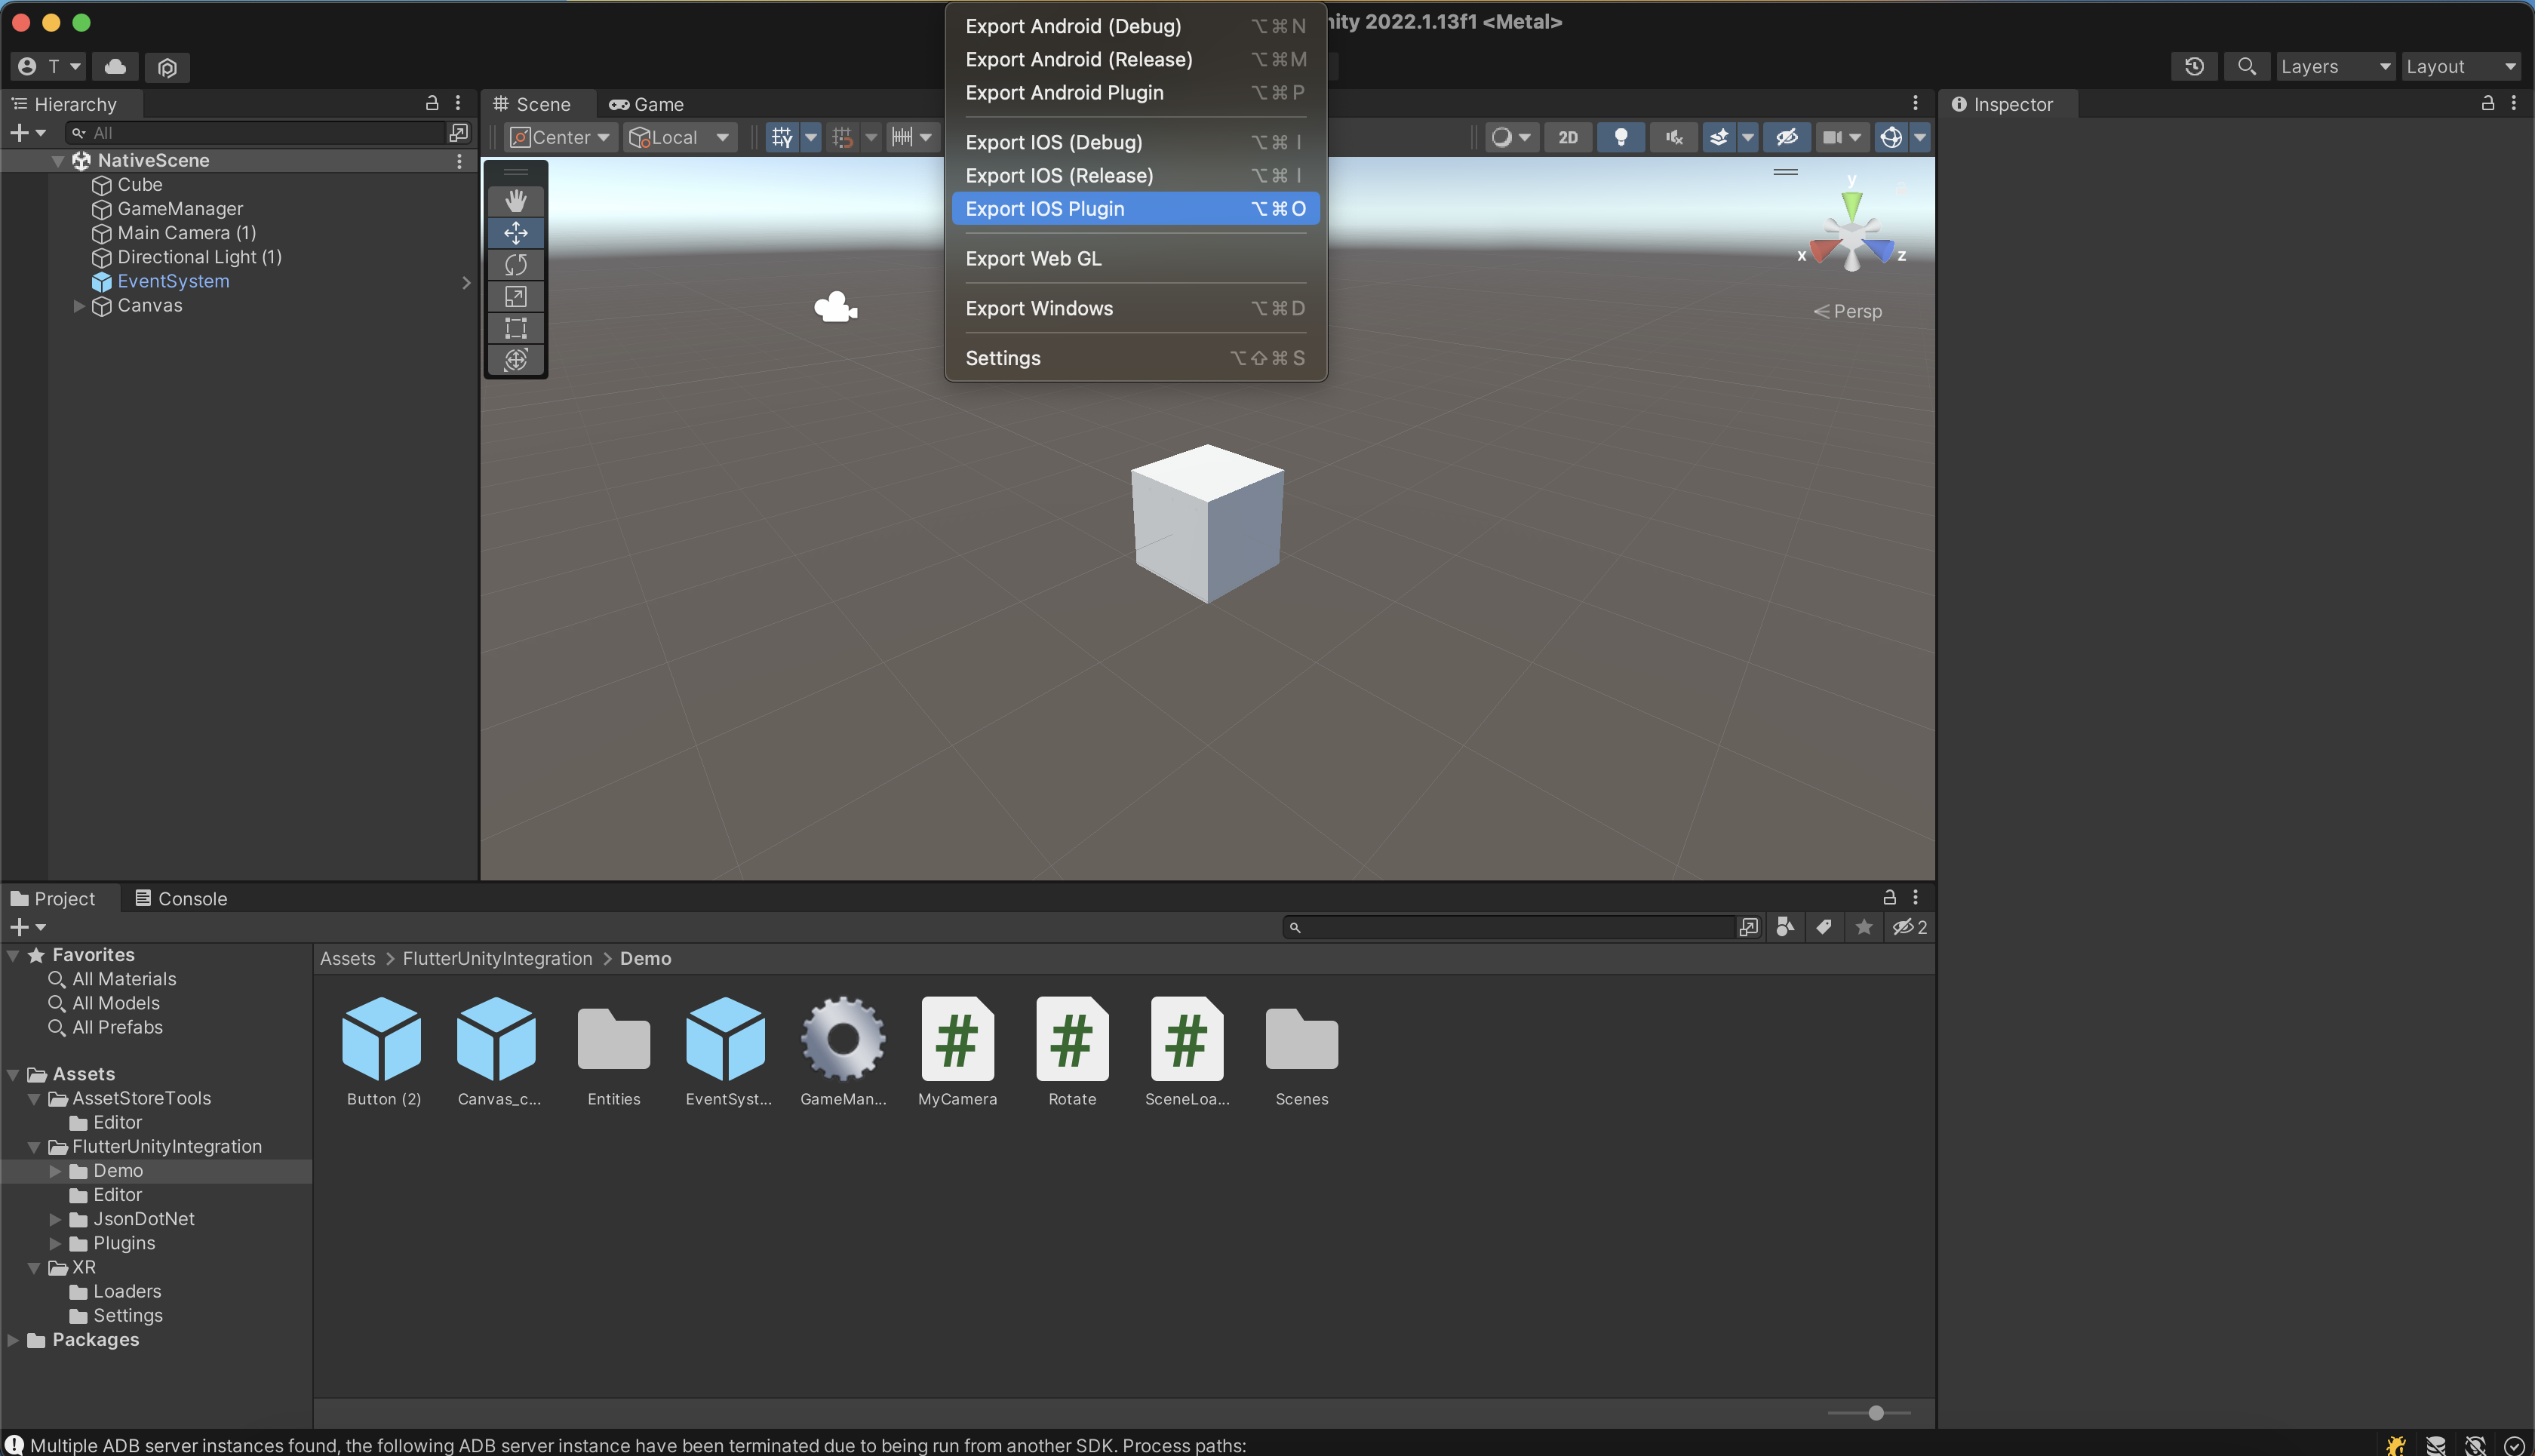 ity 2022.1.13f1 <Metal>
Export Android (Debug) ⌥⌘N
Export Android (Release) ⌥⌘M
Export Android Plugin ⌥⌘P
Export IOS (Debug) ⌥⌘I
Export IOS (Release) ⌥⌘I
Export IOS Plugin ⌥⌘O
Export Web GL
Export Windows ⌥⌘D
Settings ⌥⇧⌘S
T
Layers
Layout
Hierarchy
All
NativeScene
Cube
GameManager
Main Camera (1)
Directional Light (1)
EventSystem
Canvas
Scene
Game
Center
Local
2D
y
x
z
Persp
Inspector
Project
Console
2
Favorites
All Materials
All Models
All Prefabs
Assets
AssetStoreTools
Editor
FlutterUnityIntegration
Demo
Editor
JsonDotNet
Plugins
XR
Loaders
Settings
Packages
Assets > FlutterUnityIntegration > Demo
Button (2)
Canvas_c...
Entities
EventSyst...
GameMan...
MyCamera
Rotate
SceneLoa...
Scenes
Multiple ADB server instances found, the following ADB server instance have been terminated due to being run from another SDK. Process paths: